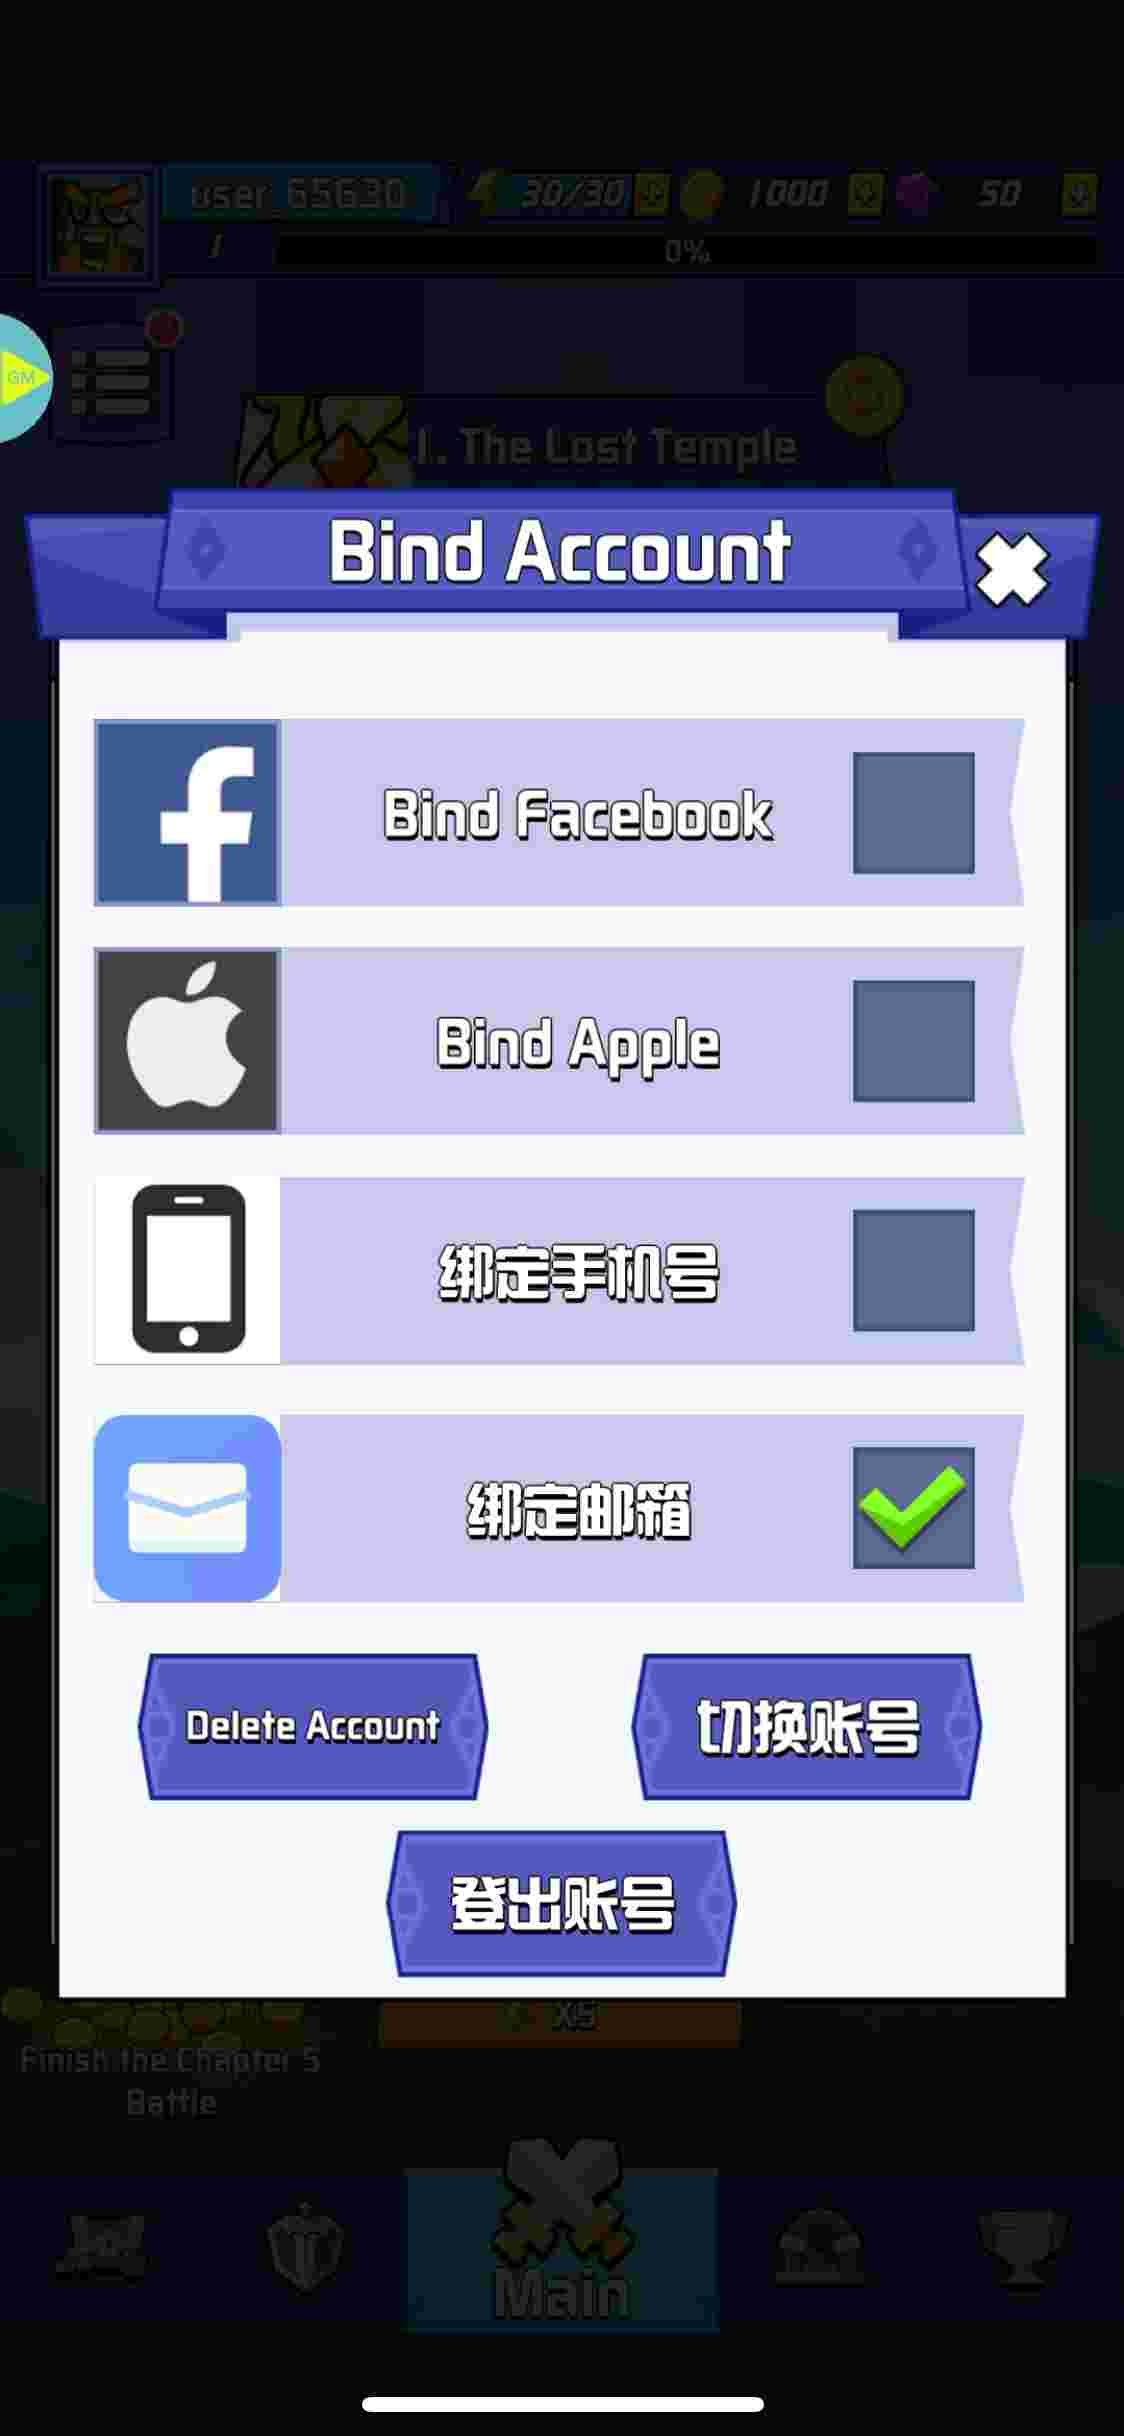 user_65630
30/30
1000
50
1
0%
GM
1. The Lost Temple
Bind Account
Bind Facebook
Bind Apple
绑定手机号
绑定邮箱
Delete Account
切换账号
登出账号
X5
Finish the Chapter 5
Battle
Main